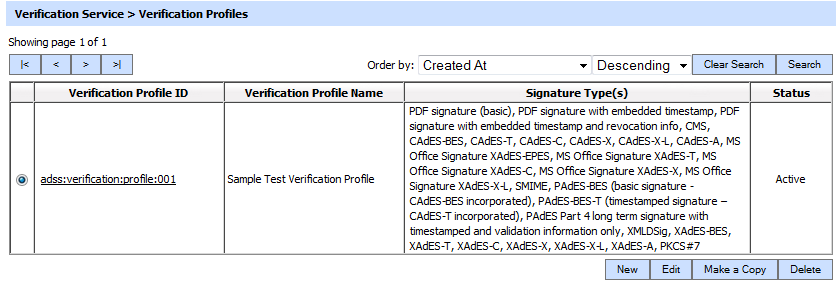 Verification Service > Verification Profiles
Showing page 1 of 1
|< < > >| Order by: Created At Descending Clear Search Search
Verification Profile ID Verification Profile Name Signature Type(s) Status
adss:verification:profile:001
Sample Test Verification Profile
PDF signature (basic), PDF signature with embedded timestamp, PDF
signature with embedded timestamp and revocation info, CMS,
CAdES-BES, CAdES-T, CAdES-C, CAdES-X, CAdES-X-L, CAdES-A, MS
Office Signature XAdES-EPES, MS Office Signature XAdES-T, MS
Office Signature XAdES-C, MS Office Signature XAdES-X, MS Office
Signature XAdES-X-L, SMIME, PAdES-BES (basic signature -
CAdES-BES incorporated), PAdES-BES-T (timestamped signature –
CAdES-T incorporated), PAdES Part 4 long term signature with
timestamped and validation information only, XMLDSig, XAdES-BES,
XAdES-T, XAdES-C, XAdES-X, XAdES-X-L, XAdES-A, PKCS#7
Active
New Edit Make a Copy Delete